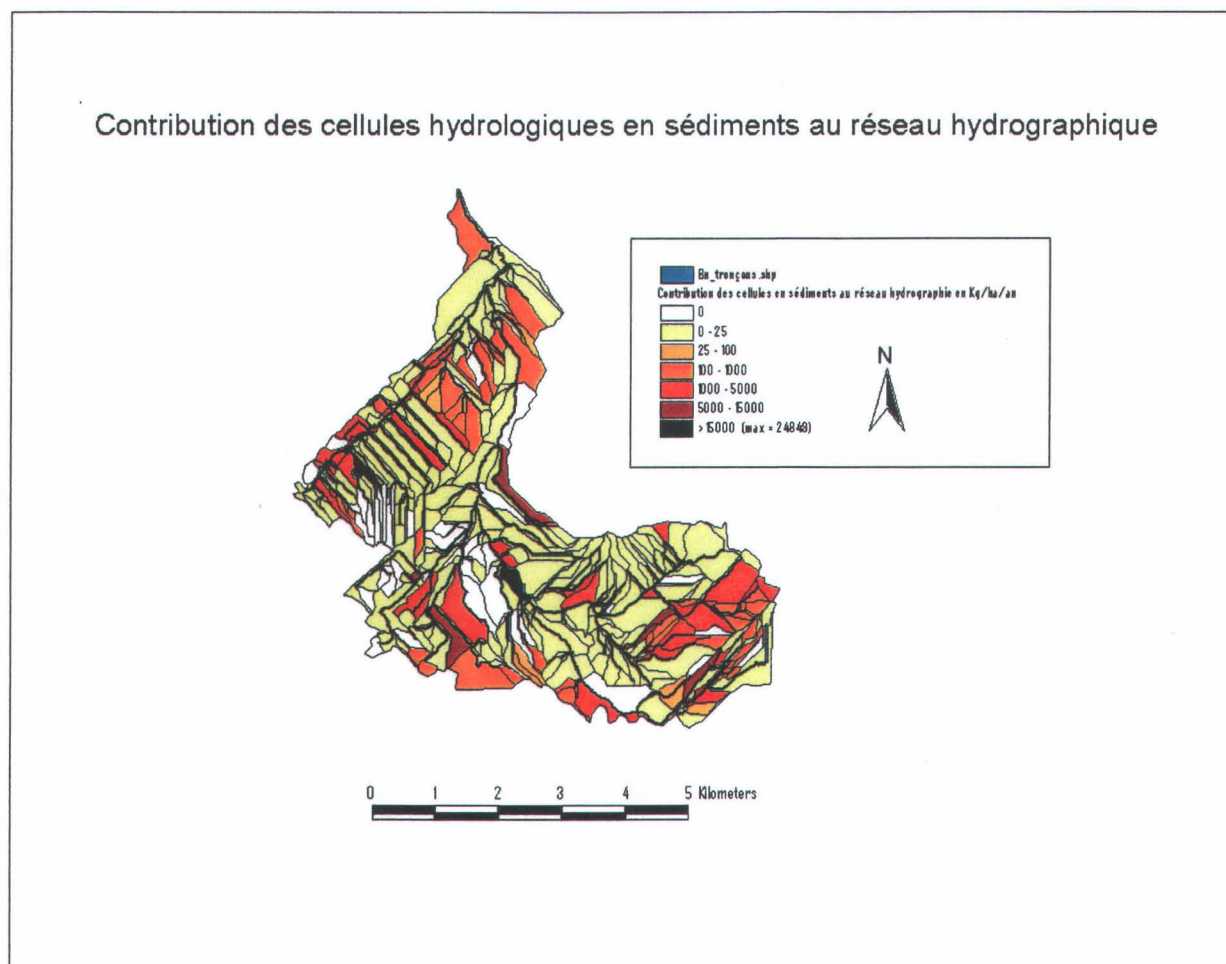 Contribution des cellules hydrologiques en sédiments au réseau hydrographique
Bn_tronçons.shp
Contribution des cellules en sédiments au réseau hydrographie en Kg/ha/an
0
0 - 25
25 - 100
100 - 1000
1000 - 5000
5000 - 15000
>15000 (max = 24849)
N
0 1 2 3 4 5 Kilometers